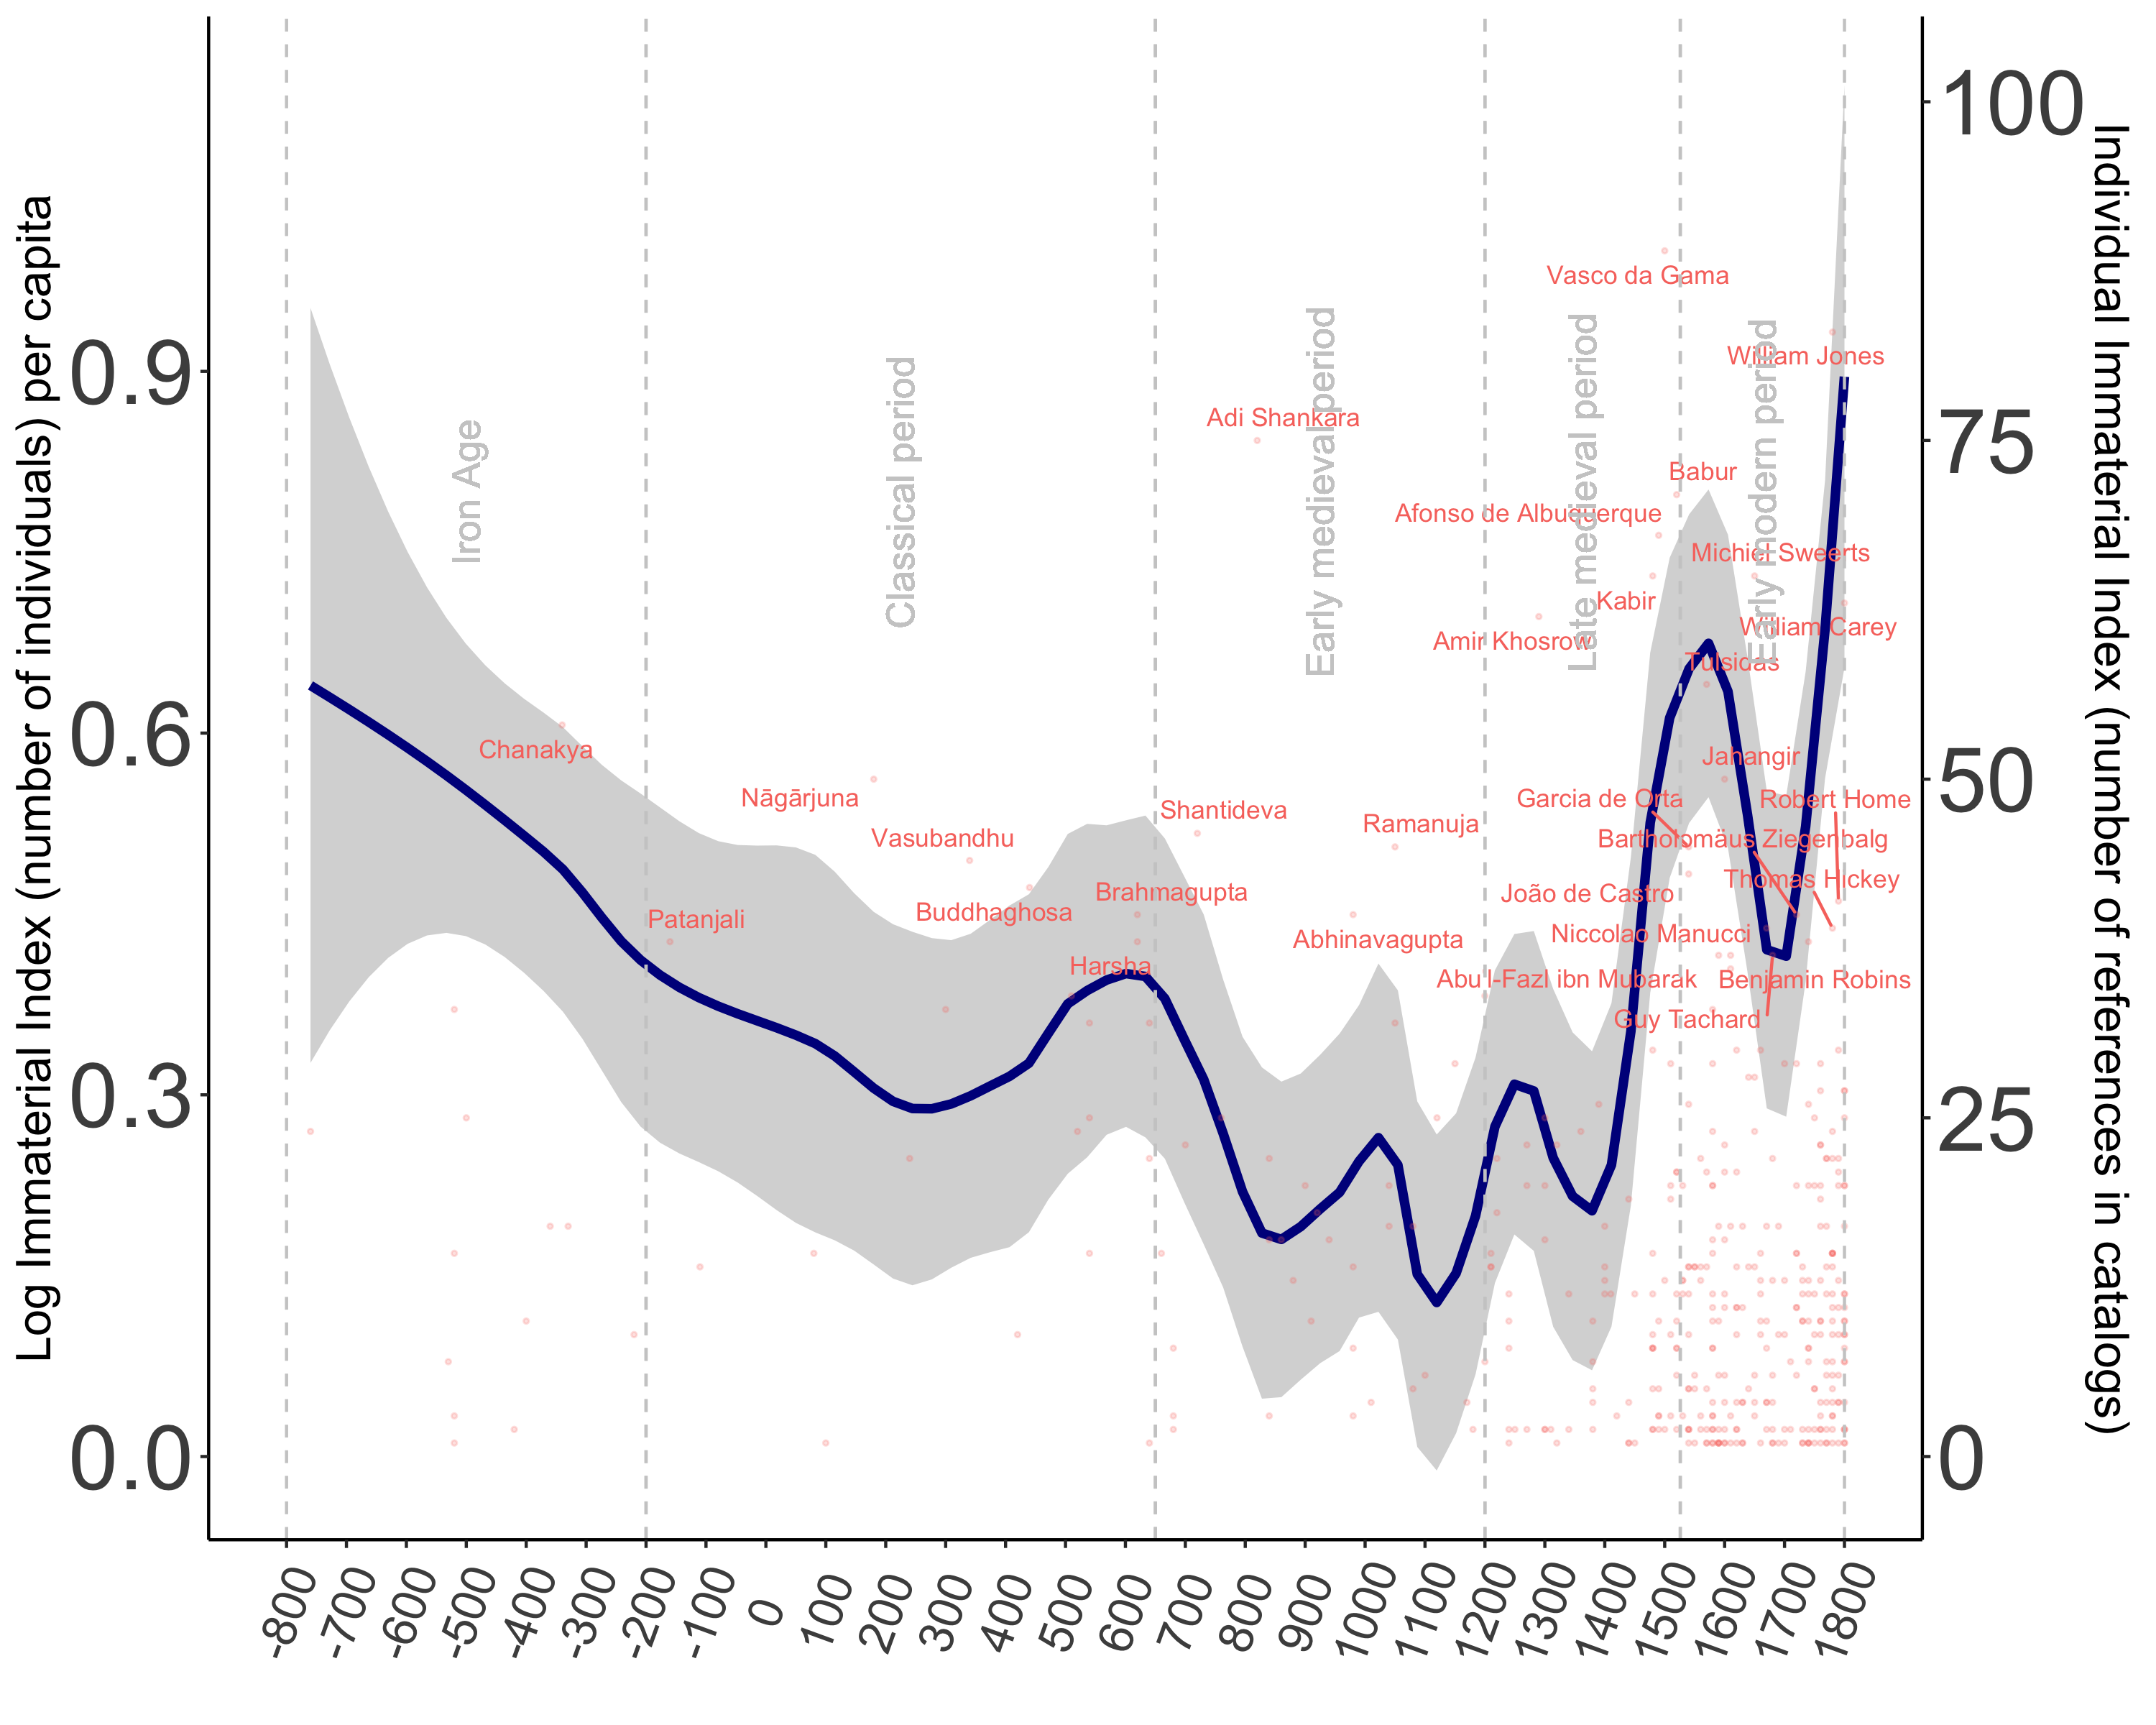 Log Immaterial Index (number of individuals) per capita
0.9
0.6
0.3
0.0
Iron Age
Classical period
Early medieval period
Late medieval period
Early modern period
Vasco da Gama
William Jones
Adi Shankara
Babur
Afonso de Albuquerque
Michiel Sweerts
Kabir
William Carey
Amir Khosrow
Tulsidas
Chanakya
Jahangir
Nāgārjuna
Garcia de Orta
Robert Home
Shantideva
Ramanuja
Vasubandhu
Bartholomäus Ziegenbalg
Thomas Hickey
Brahmagupta
João de Castro
Buddhaghosa
Patanjali
Niccolao Manucci
Abhinavagupta
Harsha
Abu'l-Fazl ibn Mubarak
Benjamin Robins
Guy Tachard
100
75
50
25
0
Individual Immaterial Index (number of references in catalogs)
-800
-700
-600
-500
-400
-300
-200
-100
0
100
200
300
400
500
600
700
800
900
1000
1100
1200
1300
1400
1500
1600
1700
1800